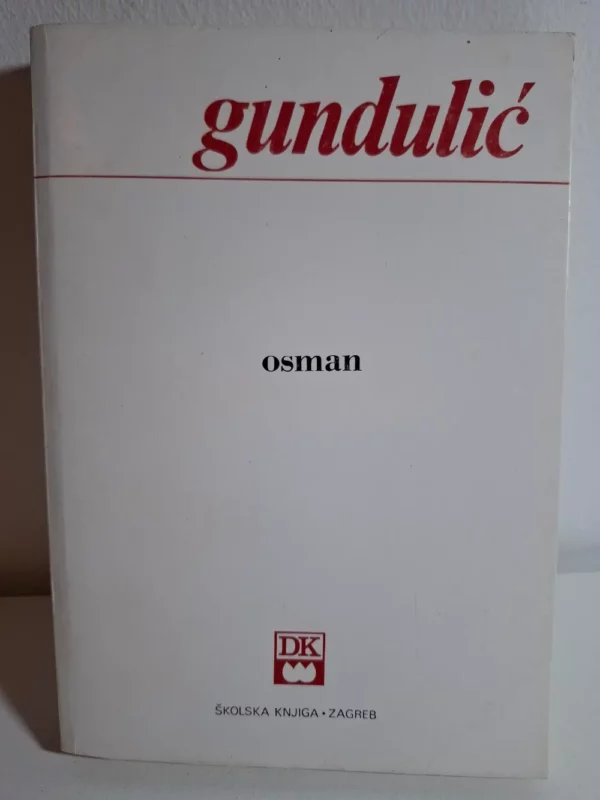 gundulić
osman
DK
ŠKOLSKA KNJIGA • ZAGREB